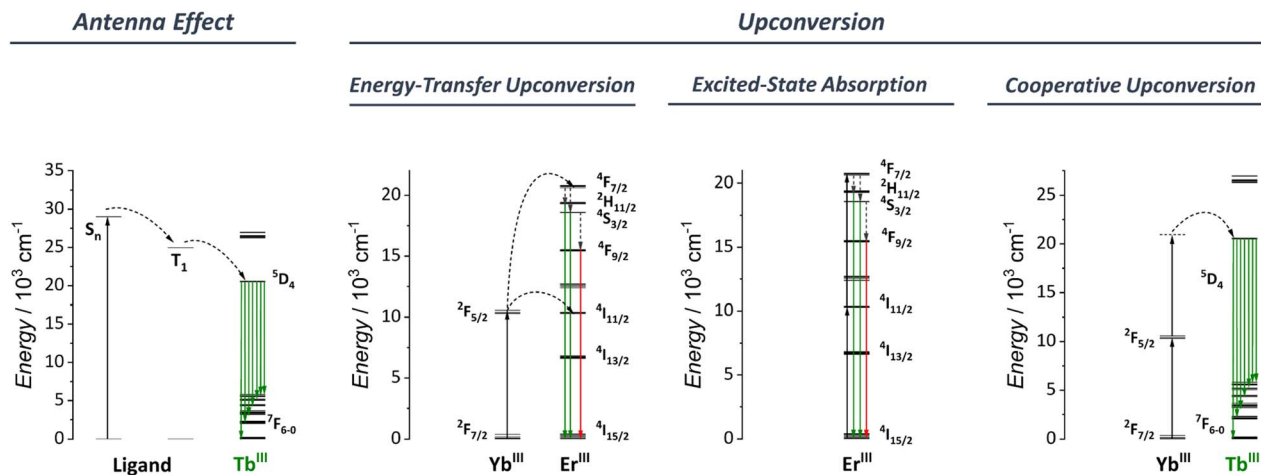 Antenna Effect
Upconversion
Energy-Transfer Upconversion
Excited-State Absorption
Cooperative Upconversion
Energy / 10³ cm⁻¹
35
30
25
20
15
10
5
0
Sₙ
T₁
⁵D₄
⁷F₆₋₀
Ligand
Tbᴵᴵᴵ
Energy / 10³ cm⁻¹
20
15
10
5
0
²F₅/₂
²F₇/₂
⁴F₇/₂
²H₁₁/₂
⁴S₃/₂
⁴F₉/₂
⁴I₁₁/₂
⁴I₁₃/₂
⁴I₁₅/₂
Ybᴵᴵᴵ Erᴵᴵᴵ
Energy / 10³ cm⁻¹
20
15
10
5
0
⁴F₇/₂
²H₁₁/₂
⁴S₃/₂
⁴F₉/₂
⁴I₁₁/₂
⁴I₁₃/₂
⁴I₁₅/₂
Erᴵᴵᴵ
Energy / 10³ cm⁻¹
25
20
15
10
5
0
⁵D₄
²F₅/₂
⁷F₆₋₀
²F₇/₂
Ybᴵᴵᴵ Tbᴵᴵᴵ